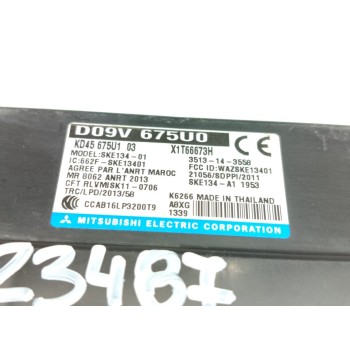 D09V 675U0
KD45 675U1 03 X1T66673H
MODEL:SKE134-01 3513-14-3558
IC:662F-SKE13401 FCC ID:WAZSKE13401
AGREE PAR L'ANRT MAROC 21056/SDPPI/2011
MR 8062 ANRT 2013 SKE134-A1 1953
CFT RLVMISK11-0706
TRC/LPD/2013/58 K6266 MADE IN THAILAND
CCAB16LP3200T9 ABXG
1339
MITSUBISHI ELECTRIC CORPORATION
23487